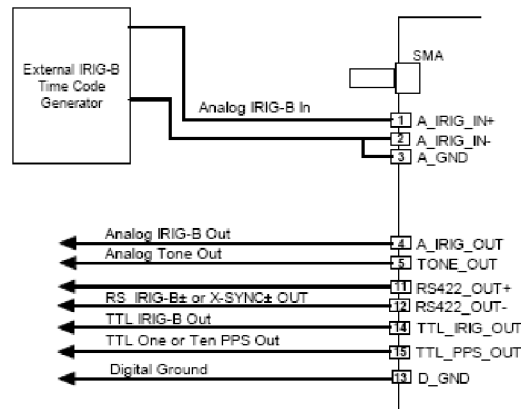 External IRIG-B
Time Code
Generator
SMA
Analog IRIG-B In
1 A_IRIG_IN+
2 A_IRIG_IN-
3 A_GND
Analog IRIG-B Out
4 A_IRIG_OUT
Analog Tone Out
5 TONE_OUT
11 RS422_OUT+
RS IRIG-B± or X-SYNC± OUT
12 RS422_OUT-
TTL IRIG-B Out
14 TTL_IRIG_OUT
TTL One or Ten PPS Out
15 TTL_PPS_OUT
Digital Ground
13 D_GND